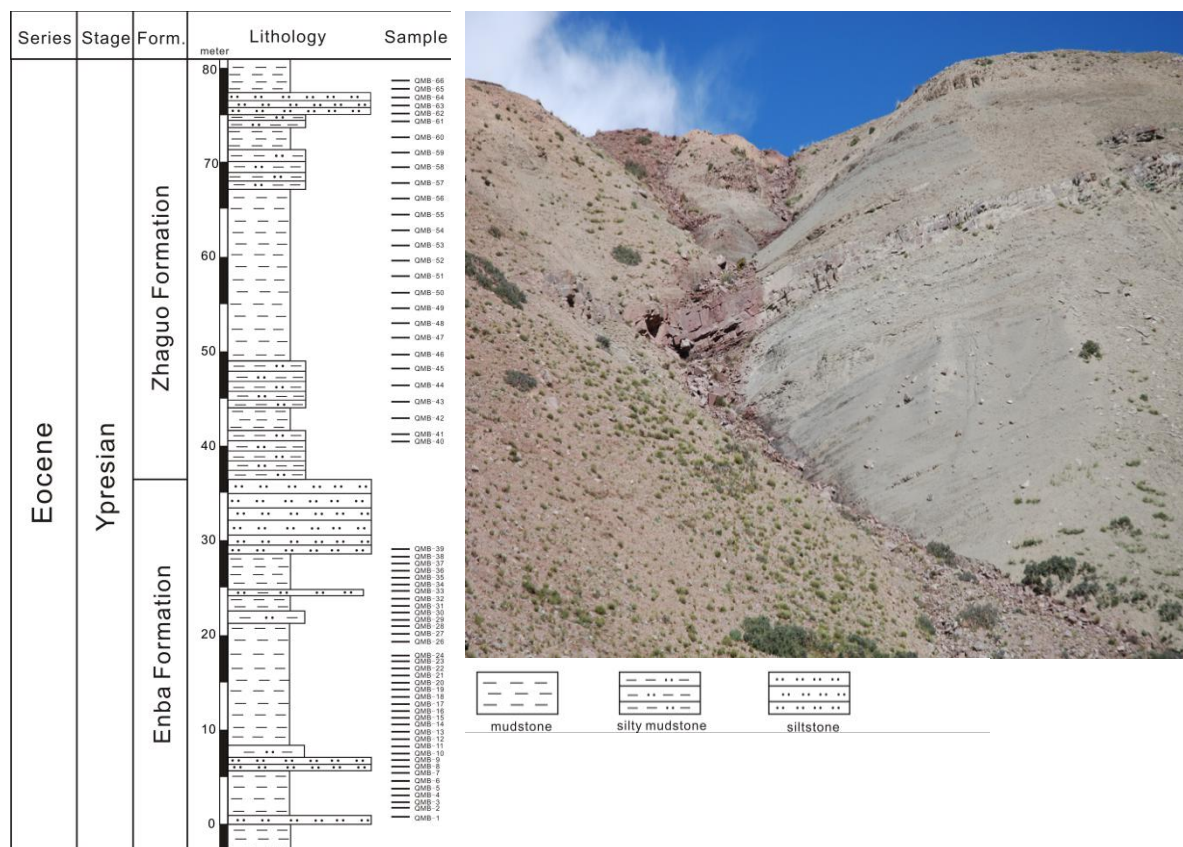 Series Stage Form. Lithology Sample
meter
80
70
60
50
40
30
20
10
0
Eocene
Ypresian
Zhaguo Formation
Enba Formation
QMB-66
QMB-65
QMB-64
QMB-63
QMB-62
QMB-61
QMB-60
QMB-59
QMB-58
QMB-57
QMB-56
QMB-55
QMB-54
QMB-53
QMB-52
QMB-51
QMB-50
QMB-49
QMB-48
QMB-47
QMB-46
QMB-45
QMB-44
QMB-43
QMB-42
QMB-41
QMB-40
QMB-39
QMB-38
QMB-37
QMB-36
QMB-35
QMB-34
QMB-33
QMB-32
QMB-31
QMB-30
QMB-29
QMB-28
QMB-27
QMB-26
QMB-24
QMB-23
QMB-22
QMB-21
QMB-20
QMB-19
QMB-18
QMB-17
QMB-16
QMB-15
QMB-14
QMB-13
QMB-12
QMB-11
QMB-10
QMB-9
QMB-8
QMB-7
QMB-6
QMB-5
QMB-4
QMB-3
QMB-2
QMB-1
mudstone
silty mudstone
siltstone